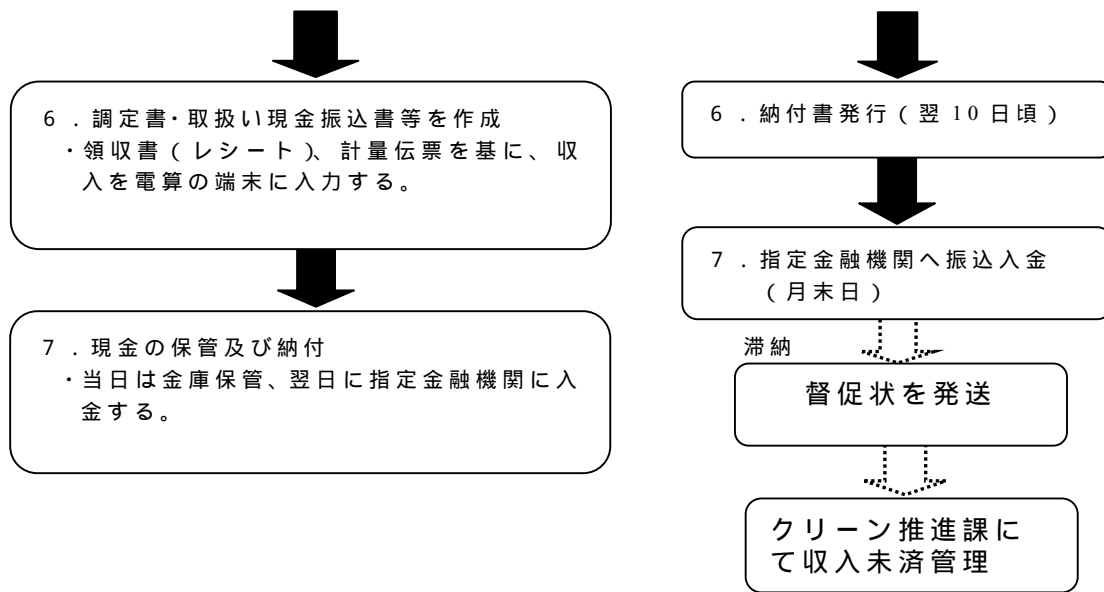 ６．調定書・取扱い現金振込書等を作成
・領収書（レシート）、計量伝票を基に、収
入を電算の端末に入力する。
７．現金の保管及び納付
・当日は金庫保管、翌日に指定金融機関に入
金する。
６．納付書発行（翌10日頃）
７．指定金融機関へ振込入金
（月末日）
滞納
督促状を発送
クリーン推進課に
て収入未済管理